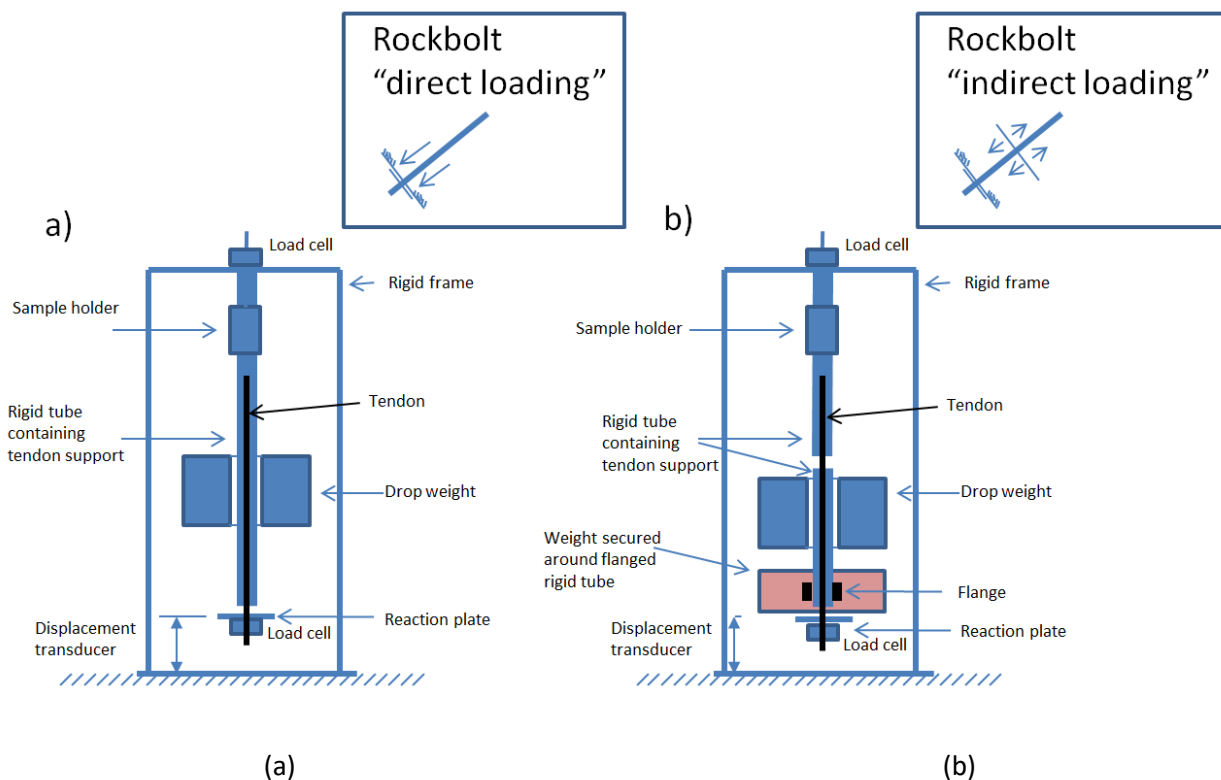 Rockbolt
“direct loading”
a)
Load cell
Rigid frame
Sample holder
Tendon
Rigid tube
containing
tendon support
Drop weight
Reaction plate
Load cell
Displacement
transducer
(a)
Rockbolt
“indirect loading”
b)
Load cell
Rigid frame
Sample holder
Tendon
Rigid tube
containing
tendon support
Drop weight
Weight secured
around flanged
rigid tube
Flange
Displacement
transducer
Reaction plate
Load cell
(b)